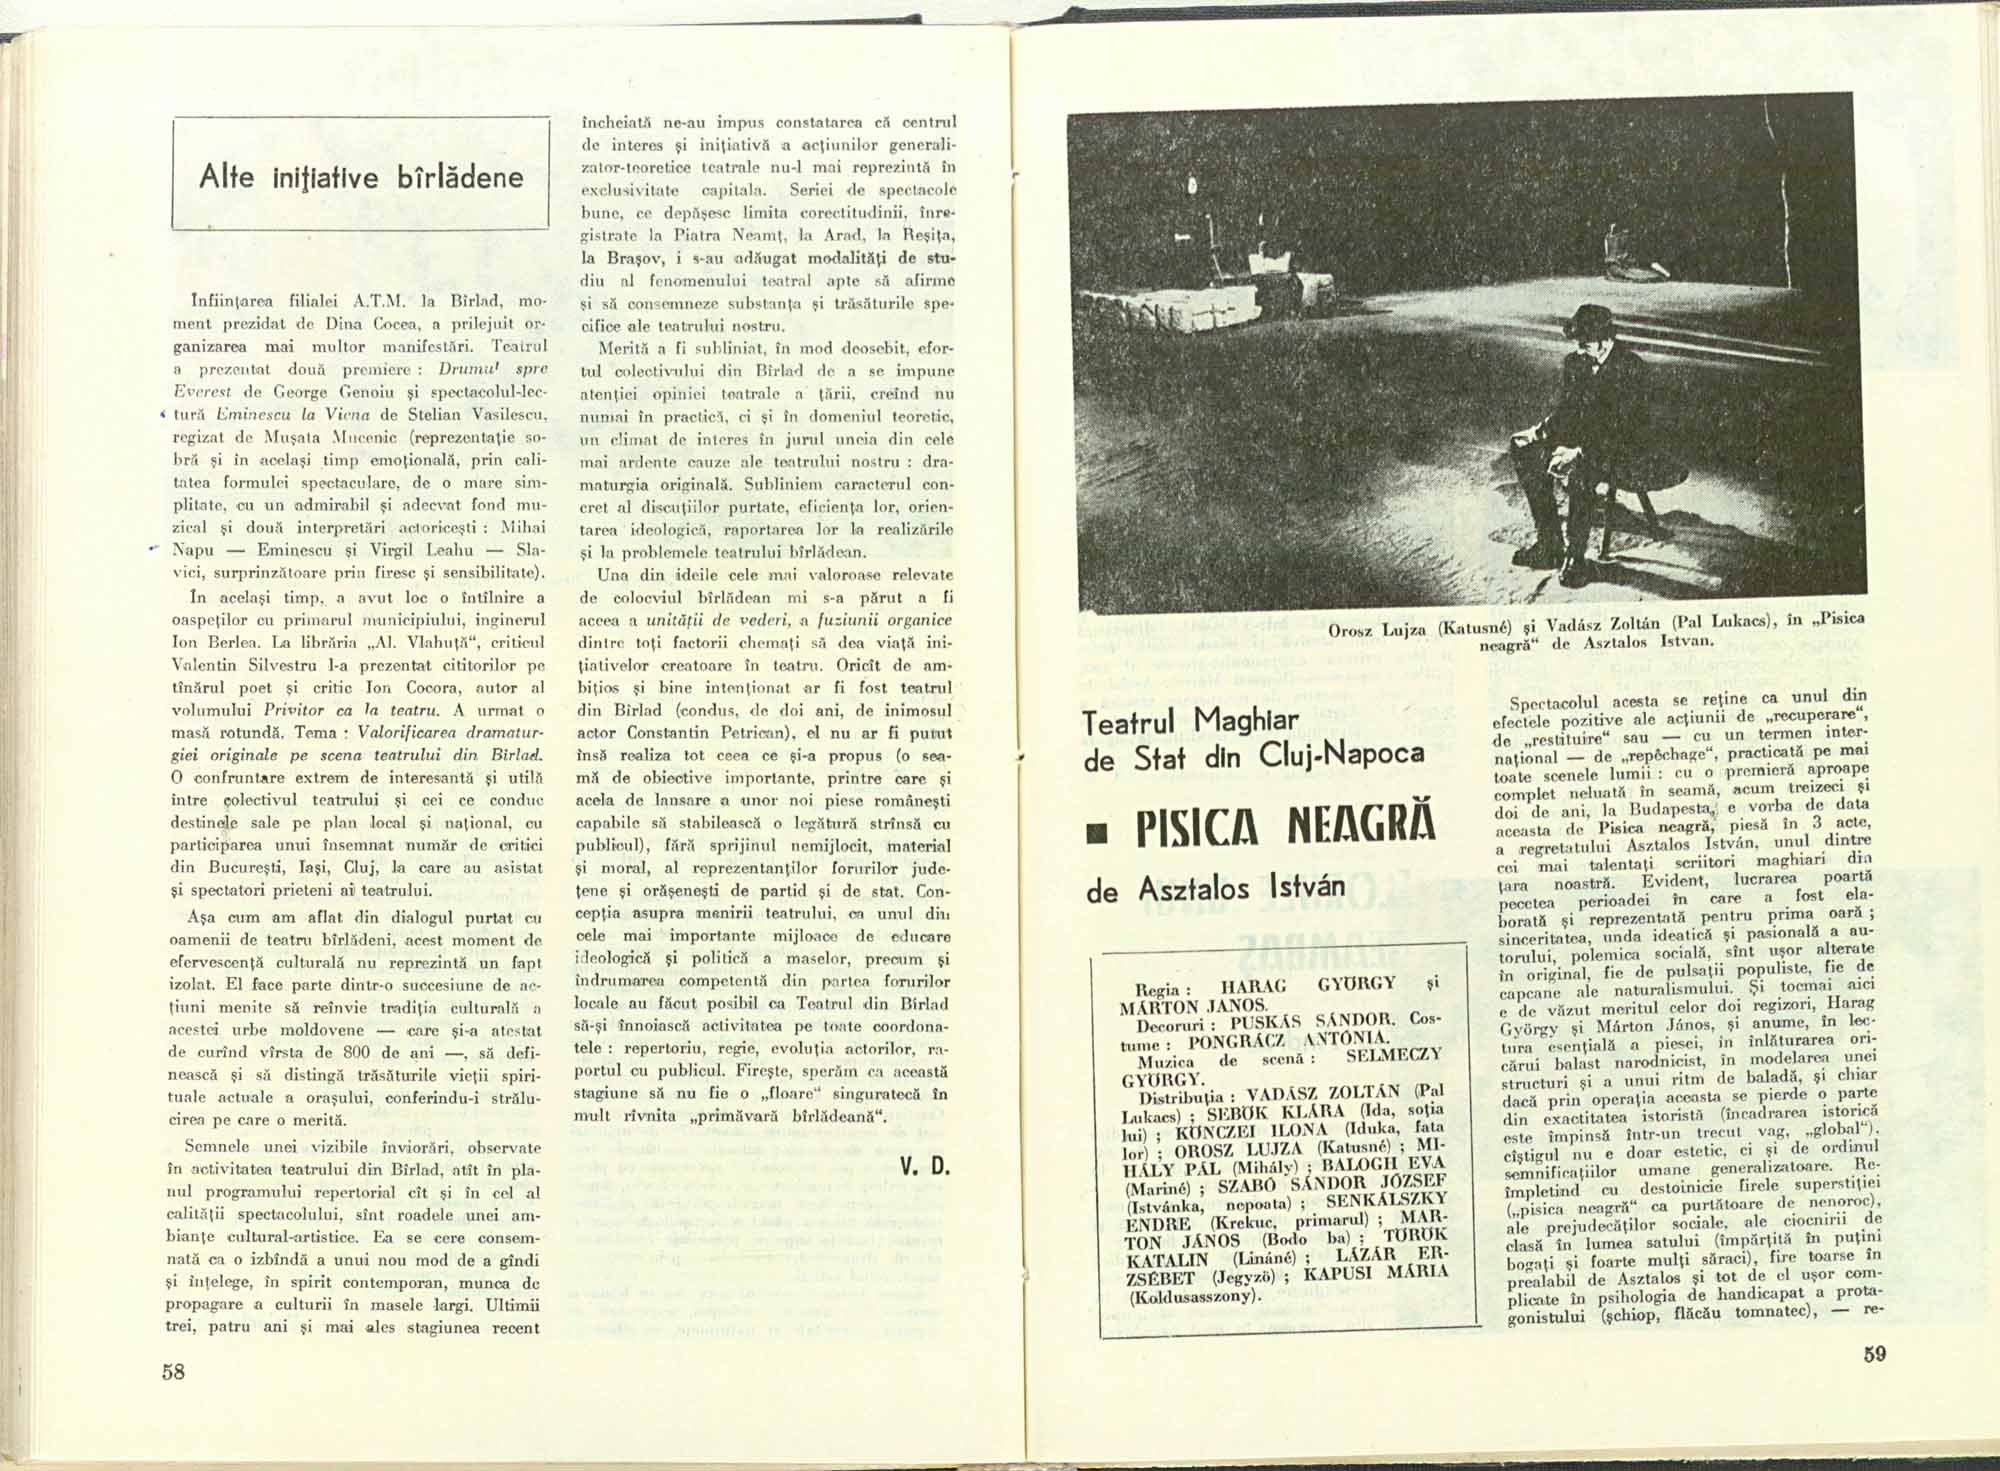 Alte inițiative bîrlădene
Inființarea filialei A.T.M. la Bîrlad, mo-
ment prezidat de Dina Cocea, a prilejuit or-
ganizarea mai multor manifestări. Teatrul
a prezentat două premiere : Drumul spre
Everest de George Genoiu și spectacolul-lec-
tură Eminescu la Viena de Stelian Vasilescu,
regizat de Mușata Mucenic (reprezentație so-
bră și în același timp emoțională, prin cali-
tatea formulei spectaculare, de o mare sim-
plitate, cu un admirabil și adecvat fond mu-
zical și două interpretări actoricești : Mihai
Napu — Eminescu și Virgil Leahu — Sla-
vici, surprinzătoare prin firesc și sensibilitate).
În același timp, a avut loc o întîlnire a
oaspeților cu primarul municipiului, inginerul
Ion Berlea. La librăria „Al. Vlahuță“, criticul
Valentin Silvestru l-a prezentat cititorilor pe
tînărul poet și critic Ion Cocora, autor al
volumului Privitor ca la teatru. A urmat o
masă rotundă. Tema : Valorificarea dramatur-
giei originale pe scena teatrului din Bîrlad.
O confruntare extrem de interesantă și utilă
între colectivul teatrului și cei ce conduc
destinele sale pe plan local și național, cu
participarea unui însemnat număr de critici
din București, Iași, Cluj, la care au asistat
și spectatori prieteni ai teatrului.
Așa cum am aflat din dialogul purtat cu
oamenii de teatru bîrlădeni, acest moment de
efervescență culturală nu reprezintă un fapt
izolat. El face parte dintr-o succesiune de ac-
țiuni menite să reînvie tradiția culturală a
acestei urbe moldovene — care și-a atestat
de curînd vîrsta de 800 de ani —, să defi-
nească și să distingă trăsăturile vieții spiri-
tuale actuale a orașului, conferindu-i strălu-
cirea pe care o merită.
Semnele unei vizibile înviorări, observate
în activitatea teatrului din Bîrlad, atît în pla-
nul programului repertorial cît și în cel al
calității spectacolului, sînt roadele unei am-
bianțe cultural-artistice. Ea se cere consem-
nată ca o izbîndă a unui nou mod de a gîndi
și înțelege, în spirit contemporan, munca de
propagare a culturii în masele largi. Ultimii
trei, patru ani și mai ales stagiunea recent
58
încheiată ne-au impus constatarea că centrul
de interes și inițiativă a acțiunilor generali-
zator-teoretice teatrale nu-l mai reprezintă în
exclusivitate capitala. Seriei de spectacole
bune, ce depășesc limita corectitudinii, înre-
gistrate la Piatra Neamț, la Arad, la Reșița,
la Brașov, i s-au adăugat modalități de stu-
diu al fenomenului teatral apte să afirme
și să consemneze substanța și trăsăturile spe-
cifice ale teatrului nostru.
Merită a fi subliniat, în mod deosebit, efor-
tul colectivului din Bîrlad de a se impune
atenției opiniei teatrale a țării, creînd nu
numai în practică, ci și în domeniul teoretic,
un climat de interes în jurul uneia din cele
mai ardente cauze ale teatrului nostru : dra-
maturgia originală. Subliniem caracterul con-
cret al discuțiilor purtate, eficiența lor, orien-
tarea ideologică, raportarea lor la realizările
și la problemele teatrului bîrlădean.
Una din ideile cele mai valoroase relevate
de colocviul bîrlădean mi s-a părut a fi
aceea a unității de vederi, a fuziunii organice
dintre toți factorii chemați să dea viață ini-
țiativelor creatoare în teatru. Oricît de am-
bițios și bine intenționat ar fi fost teatrul
din Bîrlad (condus, de doi ani, de inimosul
actor Constantin Petrican), el nu ar fi putut
însă realiza tot ceea ce și-a propus (o sea-
mă de obiective importante, printre care și
acela de lansare a unor noi piese românești
capabile să stabilească o legătură strînsă cu
publicul), fără sprijinul nemijlocit, material
și moral, al reprezentanților forurilor jude-
țene și orășenești de partid și de stat. Con-
cepția asupra menirii teatrului, ca unul din
cele mai importante mijloace de educare
ideologică și politică a maselor, precum și
îndrumarea competentă din partea forurilor
locale au făcut posibil ca Teatrul din Bîrlad
să-și înnoiască activitatea pe toate coordona-
tele : repertoriu, regie, evoluția actorilor, ra-
portul cu publicul. Firește, sperăm ca această
stagiune să nu fie o „floare“ singuratecă în
mult rîvnita „primăvară bîrlădeană“.
V. D.
Orosz Lujza (Katusné) și Vadász Zoltán (Pal Lukacs), în „Pisica
neagră“ de Asztalos Istvan.
Teatrul Maghiar
de Stat din Cluj-Napoca
■ PISICA NEAGRĂ
de Asztalos István
Regia : HARAG GYÖRGY și
MÁRTON JANOS.
Decoruri : PUSKÁS SÁNDOR. Cos-
tume : PONGRÁCZ ANTÓNIA.
Muzica de scenă : SELMECZY
GYÖRGY.
Distribuția : VADÁSZ ZOLTÁN (Pal
Lukacs) ; SEBÖK KLÁRA (Ida, soția
lui) ; KÜNCZEI ILONA (Iduka, fata
lor) ; OROSZ LUJZA (Katusné) ; MI-
HÁLY PÁL (Mihály) ; BALOGH EVA
(Mariné) ; SZABÓ SÁNDOR JÓZSEF
(Istvánka, nepoata) ; SENKÁLSZKY
ENDRE (Krekuc, primarul) ; MAR-
TON JÁNOS (Bodo ba) ; TÖRÖK
KATALIN (Lináné) ; LÁZÁR ER-
ZSÉBET (Jegyzö) ; KAPUSI MÁRIA
(Koldusasszony).
Spectacolul acesta se reține ca unul din
efectele pozitive ale acțiunii de „recuperare“,
de „restituire“ sau — cu un termen inter-
național — de „repêchage“, practicată pe mai
toate scenele lumii : cu o premieră aproape
complet neluată în seamă, acum treizeci și
doi de ani, la Budapesta, e vorba de data
aceasta de Pisica neagră, piesă în 3 acte,
a regretatului Asztalos István, unul dintre
cei mai talentați scriitori maghiari din
țara noastră. Evident, lucrarea poartă
pecetea perioadei în care a fost ela-
borată și reprezentată pentru prima oară ;
sinceritatea, unda ideatică și pasională a au-
torului, polemica socială, sînt ușor alterate
în original, fie de pulsații populiste, fie de
capcane ale naturalismului. Și tocmai aici
e de văzut meritul celor doi regizori, Harag
György și Márton János, și anume, în lec-
tura esențială a piesei, în înlăturarea ori-
cărui balast narodnicist, în modelarea unei
structuri și a unui ritm de baladă, și chiar
dacă prin operația aceasta se pierde o parte
din exactitatea istoristă (încadrarea istorică
este împinsă într-un trecut vag, „global“),
cîștigul nu e doar estetic, ci și de ordinul
semnificațiilor umane generalizatoare. Re-
împletind cu destoinicie firele superstiției
(„pisica neagră“ ca purtătoare de nenoroc),
ale prejudecăților sociale, ale ciocnirii de
clasă în lumea satului (împărțită în puțini
bogați și foarte mulți săraci), fire toarse în
prealabil de Asztalos și tot de el ușor com-
plicate în psihologia de handicapat a prota-
gonistului (șchiop, flăcău tomnatec), — re-
59